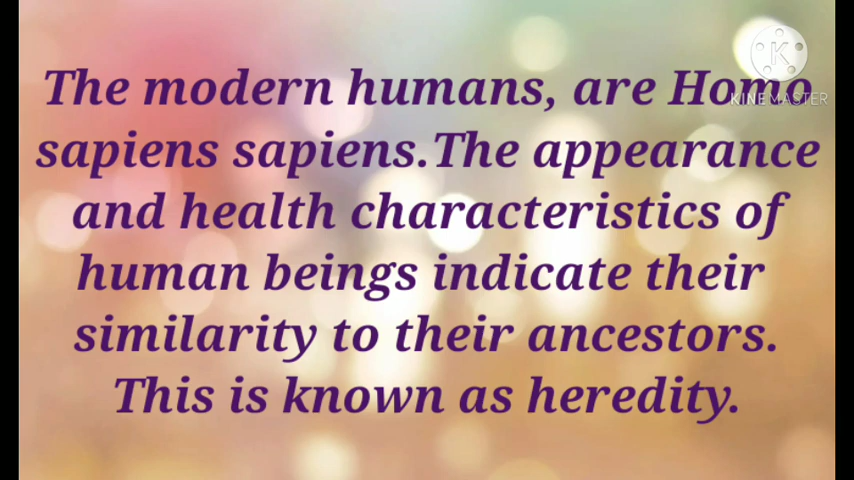 The modern humans, are Homo
sapiens sapiens.The appearance
and health characteristics of
human beings indicate their
similarity to their ancestors.
This is known as heredity.
K
KINEMASTER